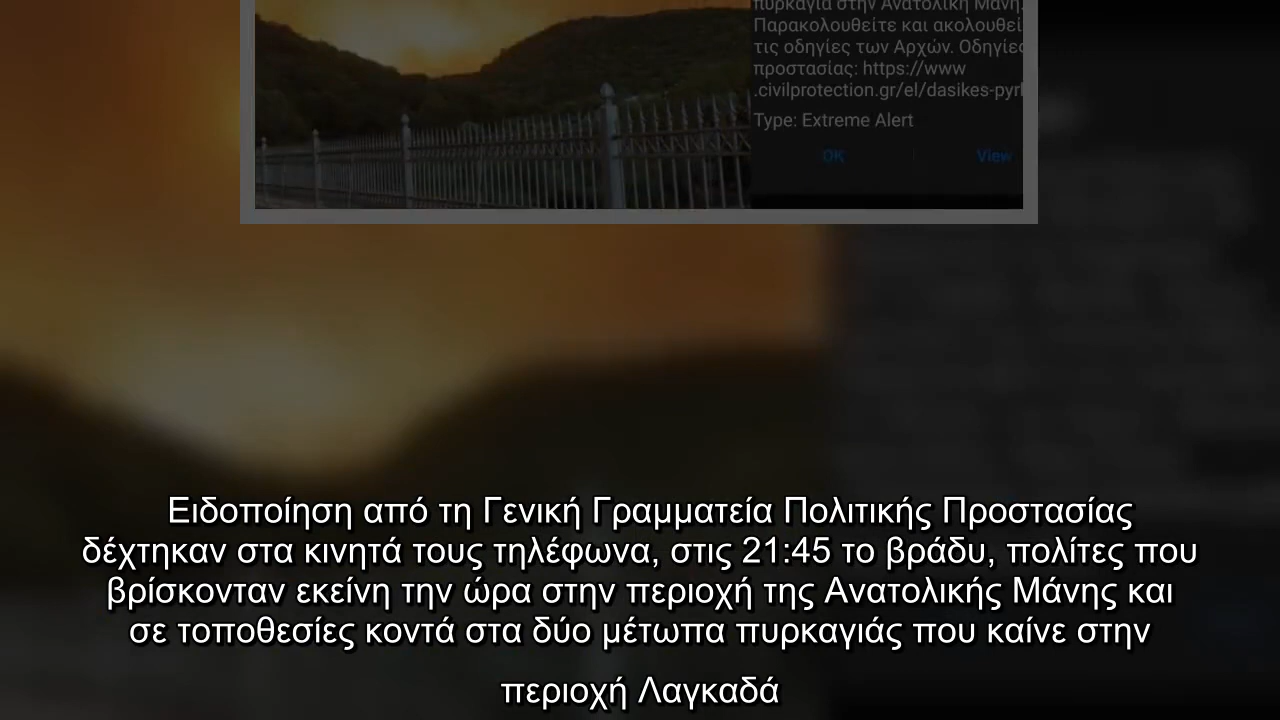 πυρκαγιά στην Ανατολική Μάνη.
Παρακολουθείτε και ακολουθεί
τις οδηγίες των Αρχών. Οδηγίες
προστασίας: https://www
.civilprotection.gr/el/dasikes-pyrk
Type: Extreme Alert
OK View
Ειδοποίηση από τη Γενική Γραμματεία Πολιτικής Προστασίας
δέχτηκαν στα κινητά τους τηλέφωνα, στις 21:45 το βράδυ, πολίτες που
βρίσκονταν εκείνη την ώρα στην περιοχή της Ανατολικής Μάνης και
σε τοποθεσίες κοντά στα δύο μέτωπα πυρκαγιάς που καίνε στην
περιοχή Λαγκαδά